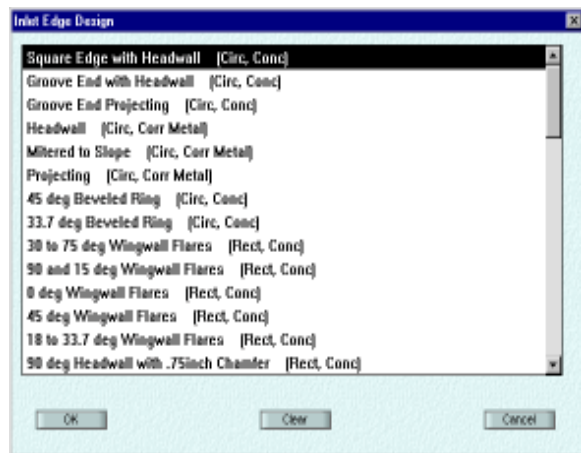 Inlet Edge Design
Square Edge with Headwall (Circ, Conc)
Groove End with Headwall (Circ, Conc)
Groove End Projecting (Circ, Conc)
Headwall (Circ, Corr Metal)
Mitered to Slope (Circ, Corr Metal)
Projecting (Circ, Corr Metal)
45 deg Beveled Ring (Circ, Conc)
33.7 deg Beveled Ring (Circ, Conc)
30 to 75 deg Wingwall Flares (Rect, Conc)
90 and 15 deg Wingwall Flares (Rect, Conc)
0 deg Wingwall Flares (Rect, Conc)
45 deg Wingwall Flares (Rect, Conc)
18 to 33.7 deg Wingwall Flares (Rect, Conc)
90 deg Headwall with .75inch Chamfer (Rect, Conc)
OK Clear Cancel